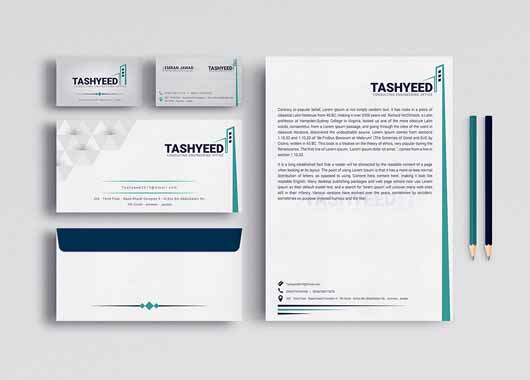 TASHYEED
CONSULTING ENGINEERING OFFICE
EMRAN JAWAD
TASHYEED
TASHYEED
CONSULTING ENGINEERING OFFICE
TASHYEED
CONSULTING ENGINEERING OFFICE
Contrary to popular belief, Lorem Ipsum is not simply random text. It has roots in a piece of
classical Latin literature from 45 BC, making it over 2000 years old. Richard McClintock, a Latin
professor at Hampden-Sydney College in Virginia, looked up one of the more obscure Latin
words, consectetur, from a Lorem Ipsum passage, and going through the cites of the word in
classical literature, discovered the undoubtable source. Lorem Ipsum comes from sections
1.10.32 and 1.10.33 of "de Finibus Bonorum et Malorum" (The Extremes of Good and Evil) by
Cicero, written in 45 BC. This book is a treatise on the theory of ethics, very popular during the
Renaissance. The first line of Lorem Ipsum, "Lorem ipsum dolor sit amet..", comes from a line in
section 1.10.32.
It is a long established fact that a reader will be distracted by the readable content of a page
when looking at its layout. The point of using Lorem Ipsum is that it has a more-or-less normal
distribution of letters, as opposed to using 'Content here, content here', making it look like
readable English. Many desktop publishing packages and web page editors now use Lorem
Ipsum as their default model text, and a search for 'lorem ipsum' will uncover many web sites
still in their infancy. Various versions have evolved over the years, sometimes by accident,
sometimes on purpose (injected humour and the like).
TASHYEED